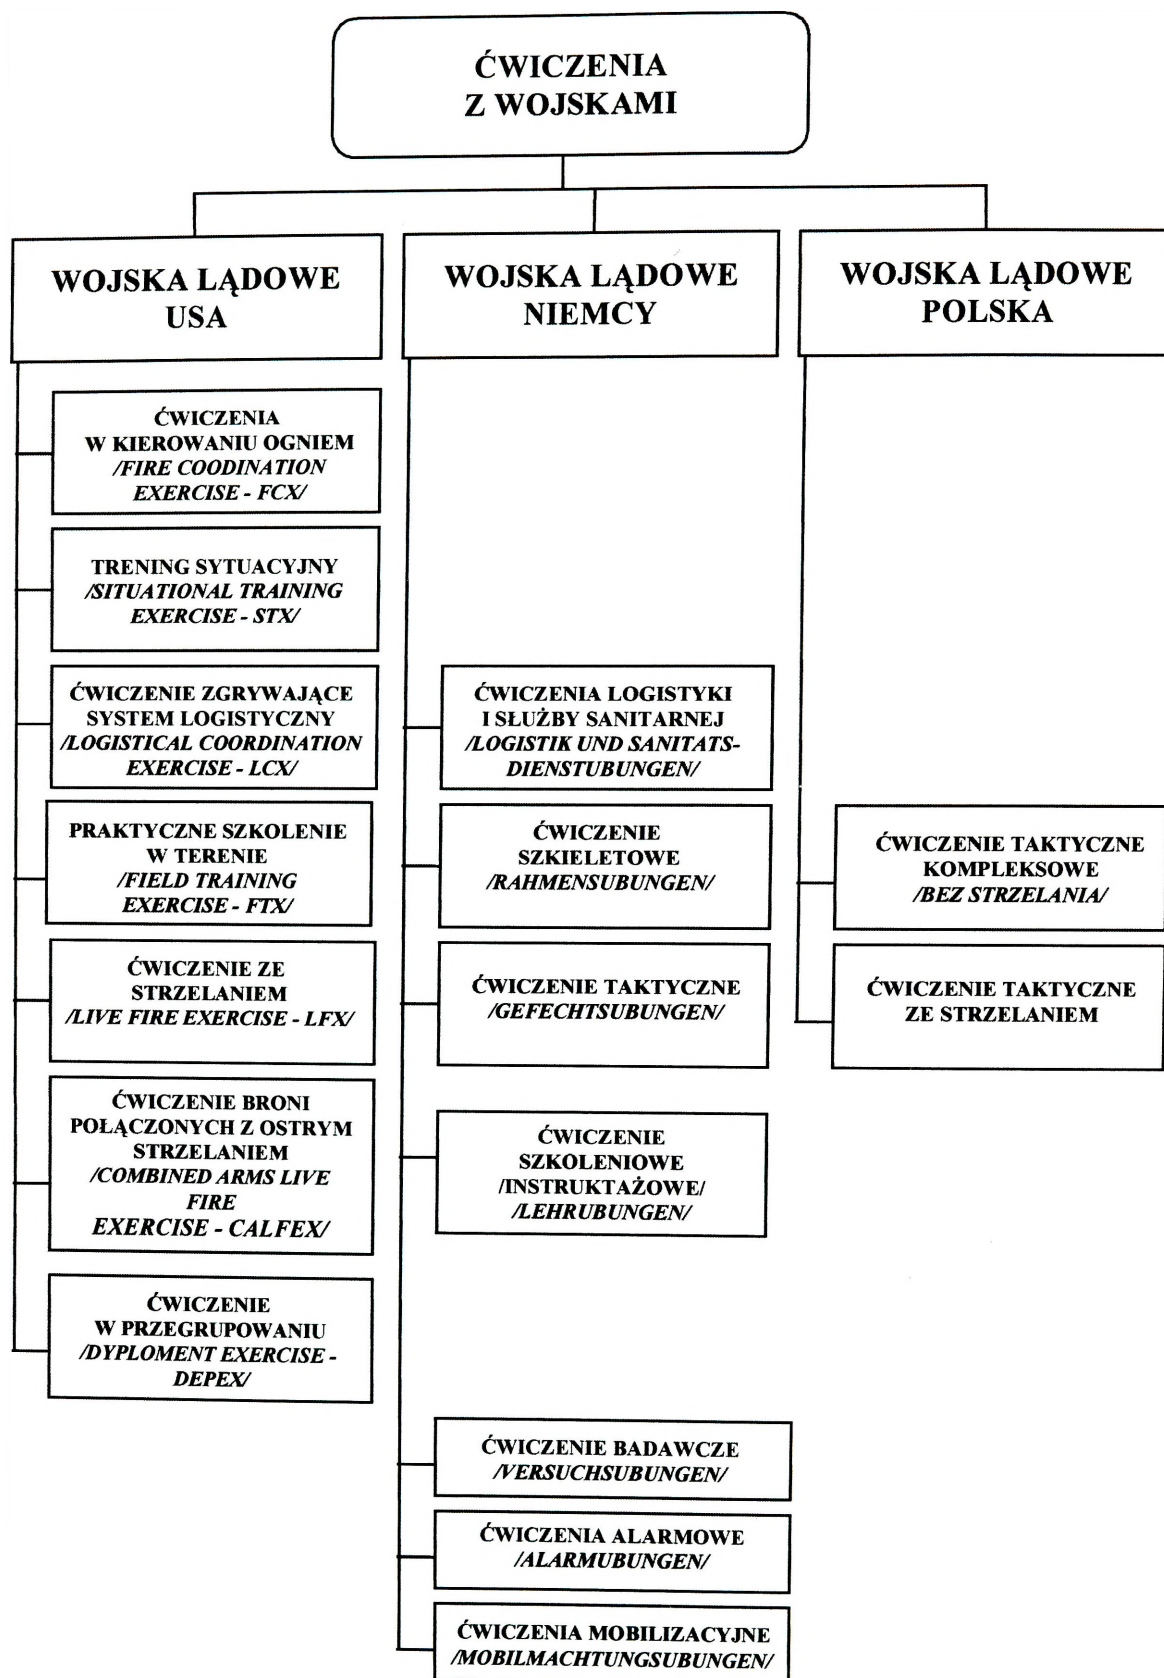 ĆWICZENIA
Z WOJSKAMI
WOJSKA LĄDOWE
USA
ĆWICZENIA
W KIEROWANIU OGNIEM
/FIRE COODINATION
EXERCISE - FCX/
TRENING SYTUACYJNY
/SITUATIONAL TRAINING
EXERCISE - STX/
ĆWICZENIE ZGRYWAJĄCE
SYSTEM LOGISTYCZNY
/LOGISTICAL COORDINATION
EXERCISE - LCX/
PRAKTYCZNE SZKOLENIE
W TERENIE
/FIELD TRAINING
EXERCISE - FTX/
ĆWICZENIE ZE
STRZELANIEM
/LIVE FIRE EXERCISE - LFX/
ĆWICZENIE BRONI
POŁĄCZONYCH Z OSTRYM
STRZELANIEM
/COMBINED ARMS LIVE
FIRE
EXERCISE - CALFEX/
ĆWICZENIE
W PRZEGRUPOWANIU
/DYPLOMENT EXERCISE -
DEPEX/
WOJSKA LĄDOWE
NIEMCY
ĆWICZENIA LOGISTYKI
I SŁUŻBY SANITARNEJ
/LOGISTIK UND SANITATS-
DIENSTUBUNGEN/
ĆWICZENIE
SZKIELETOWE
/RAHMENSUBUNGEN/
ĆWICZENIE TAKTYCZNE
/GEFECHTSUBUNGEN/
ĆWICZENIE
SZKOLENIOWE
/INSTRUKTAŻOWE/
/LEHRUBUNGEN/
ĆWICZENIE BADAWCZE
/VERSUCHSUBUNGEN/
ĆWICZENIA ALARMOWE
/ALARMUBUNGEN/
ĆWICZENIA MOBILIZACYJNE
/MOBILMACHTUNGSUBUNGEN/
WOJSKA LĄDOWE
POLSKA
ĆWICZENIE TAKTYCZNE
KOMPLEKSOWE
/BEZ STRZELANIA/
ĆWICZENIE TAKTYCZNE
ZE STRZELANIEM